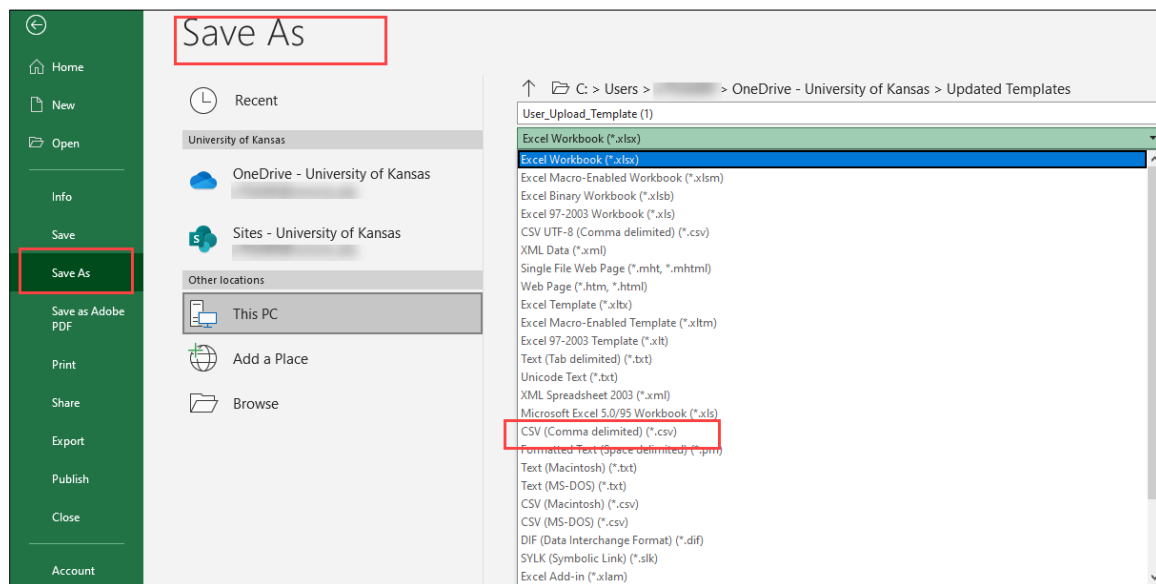 Home
New
Open
Info
Save
Save As
Save as Adobe
PDF
Print
Share
Export
Publish
Close
Account
Save As
Recent
University of Kansas
OneDrive - University of Kansas
Sites - University of Kansas
Other locations
This PC
Add a Place
Browse
C: > Users > > OneDrive - University of Kansas > Updated Templates
User_Upload_Template (1)
Excel Workbook (*.xlsx)
Excel Workbook (*.xlsx)
Excel Macro-Enabled Workbook (*.xlsm)
Excel Binary Workbook (*.xlsb)
Excel 97-2003 Workbook (*.xls)
CSV UTF-8 (Comma delimited) (*.csv)
XML Data (*.xml)
Single File Web Page (*.mht, *.mhtml)
Web Page (*.htm, *.html)
Excel Template (*.xltx)
Excel Macro-Enabled Template (*.xltm)
Excel 97-2003 Template (*.xlt)
Text (Tab delimited) (*.txt)
Unicode Text (*.txt)
XML Spreadsheet 2003 (*.xml)
Microsoft Excel 5.0/95 Workbook (*.xls)
CSV (Comma delimited) (*.csv)
Formatted Text (Space delimited) (*.prn)
Text (Macintosh) (*.txt)
Text (MS-DOS) (*.txt)
CSV (Macintosh) (*.csv)
CSV (MS-DOS) (*.csv)
DIF (Data Interchange Format) (*.dif)
SYLK (Symbolic Link) (*.slk)
Excel Add-in (*.xlam)